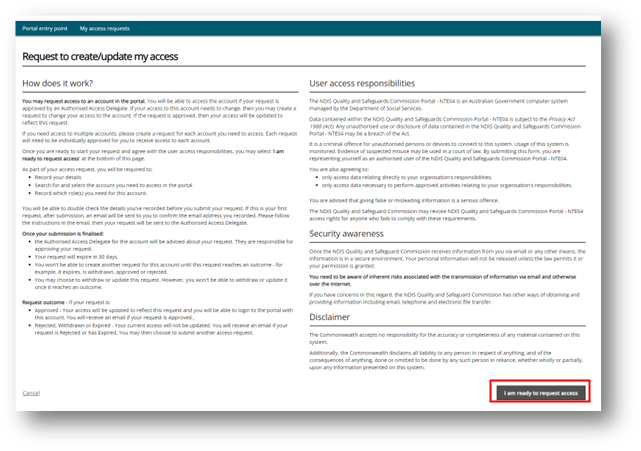 Portal entry point My access requests
Request to create/update my access
How does it work?
You may request access to an account in the portal. You will be able to access the account if your request is
approved by an Authorised Access Delegate. If your access to this account needs to change, then you may create a
request to change your access to the account. If the request is approved, then your access will be updated to
reflect this request.
If you need access to multiple accounts, please create a request for each account you need to access. Each request
will need to be individually approved for you to receive access to each account.
Once you are ready to start your request and agree with the user access responsibilities, you may select 'I am
ready to request access' at the bottom of this page.
As part of your access request, you will be required to:
• Record your details
• Search for and select the account you need to access in the portal
• Record which role(s) you need for this account.
You will be able to double check the details you've recorded before you submit your request. If this is your first
request, after submission, an email will be sent to you to confirm the email address you recorded. Please follow
the instructions in the email, then your request will be sent to the Authorised Access Delegate.
Once your submission is finalised:
• the Authorised Access Delegate for the account will be advised about your request. They are responsible for
approving your request.
• Your request will expire in 30 days.
• You won't be able to create another request for this account until this request reaches an outcome - for
example, it expires, is withdrawn, approved or rejected.
• You may choose to withdraw or update this request. However, you won't be able to withdraw or update it
once it reaches an outcome.
Request outcome - If your request is:
• Approved - Your access will be updated to reflect this request and you will be able to login to the portal with
this account. You will receive an email if your request is Approved..
• Rejected, Withdrawn or Expired - Your current access will not be updated. You will receive an email if your
request is Rejected or has Expired. You may then choose to submit another access request.
Cancel
User access responsibilities
The NDIS Quality and Safeguards Commission Portal - NTE04 is an Australian Government computer system
managed by the Department of Social Services.
Data contained within the NDIS Quality and Safeguards Commission Portal - NTE04 is subject to the Privacy Act
1988 (Act). Any unauthorised use or disclosure of data contained in the NDIS Quality and Safeguards Commission
Portal - NTE04 may be a breach of the Act.
It is a criminal offence for unauthorised persons or devices to connect to this system. Usage of this system is
monitored. Evidence of suspected misuse may be used in a court of law. By submitting this form, you are
representing yourself as an authorised user of the NDIS Quality and Safeguards Commission Portal - NTE04.
You are also agreeing to:
• only access data relating directly to your organisation's responsibilities;
• only access data necessary to perform approved activities relating to your organisation's responsibilities.
You are advised that giving false or misleading information is a serious offence.
The NDIS Quality and Safeguard Commission may revoke NDIS Quality and Safeguards Commission Portal - NTE04
access rights for anyone who fails to comply with these requirements.
Security awareness
Once the NDIS Quality and Safeguard Commission receives information from you via email or any other means, the
information is in a secure environment. Your personal information will not be released unless the law permits it or
your permission is granted.
You need to be aware of inherent risks associated with the transmission of information via email and otherwise
over the Internet.
If you have concerns in this regard, the NDIS Quality and Safeguard Commission has other ways of obtaining and
providing information including mail, telephone and electronic file transfer.
Disclaimer
The Commonwealth accepts no responsibility for the accuracy or completeness of any material contained on this
system.
Additionally, the Commonwealth disclaims all liability to any person in respect of anything, and of the
consequences of anything, done or omitted to be done by any such person in reliance, whether wholly or partially,
upon any information presented on this system.
I am ready to request access